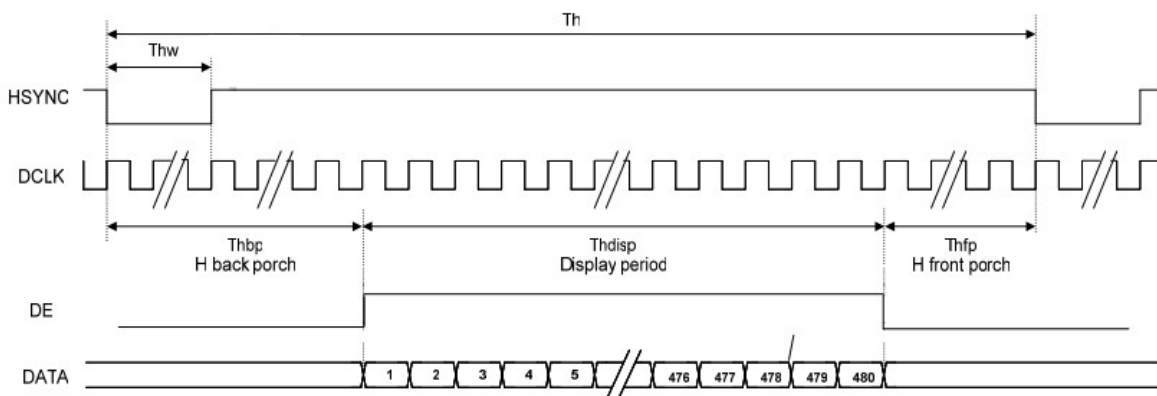 Th
Thw
HSYNC
DCLK
Thbp Thdisp Thfp
H back porch Display period H front porch
DE
DATA 1 2 3 4 5 476 477 478 479 480